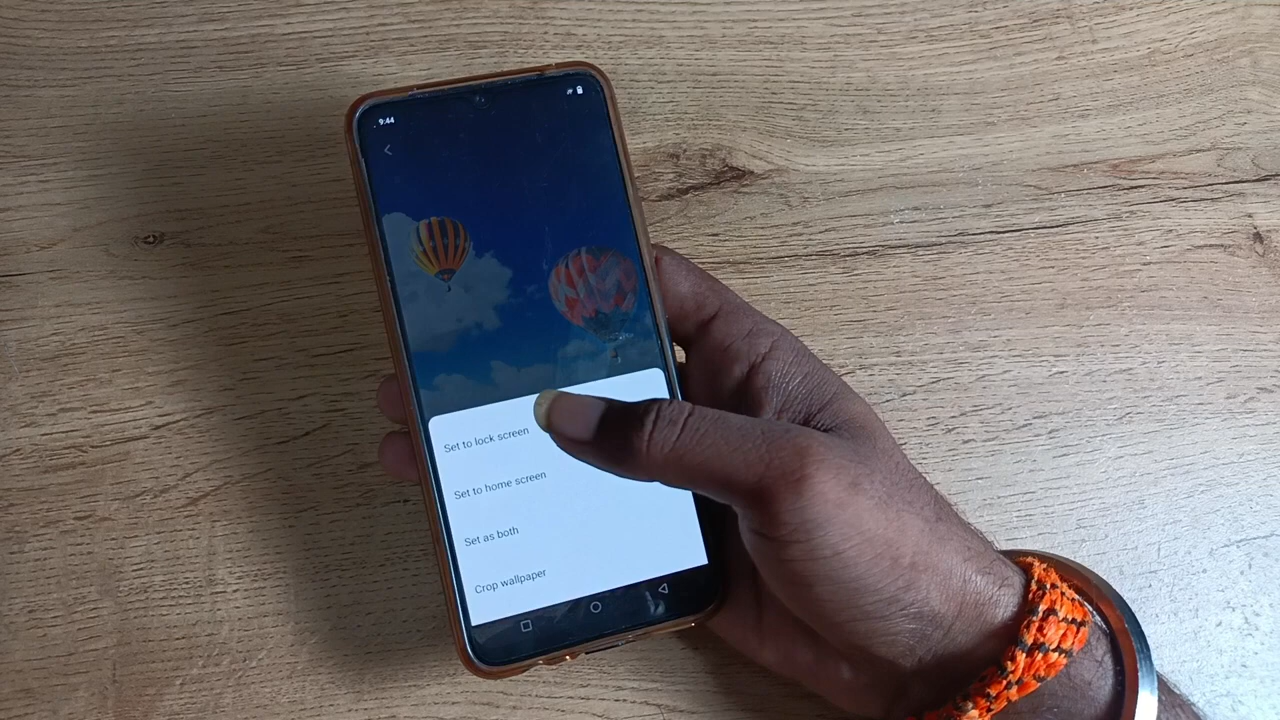 9:44
Set to lock screen
Set to home screen
Set as both
Crop wallpaper